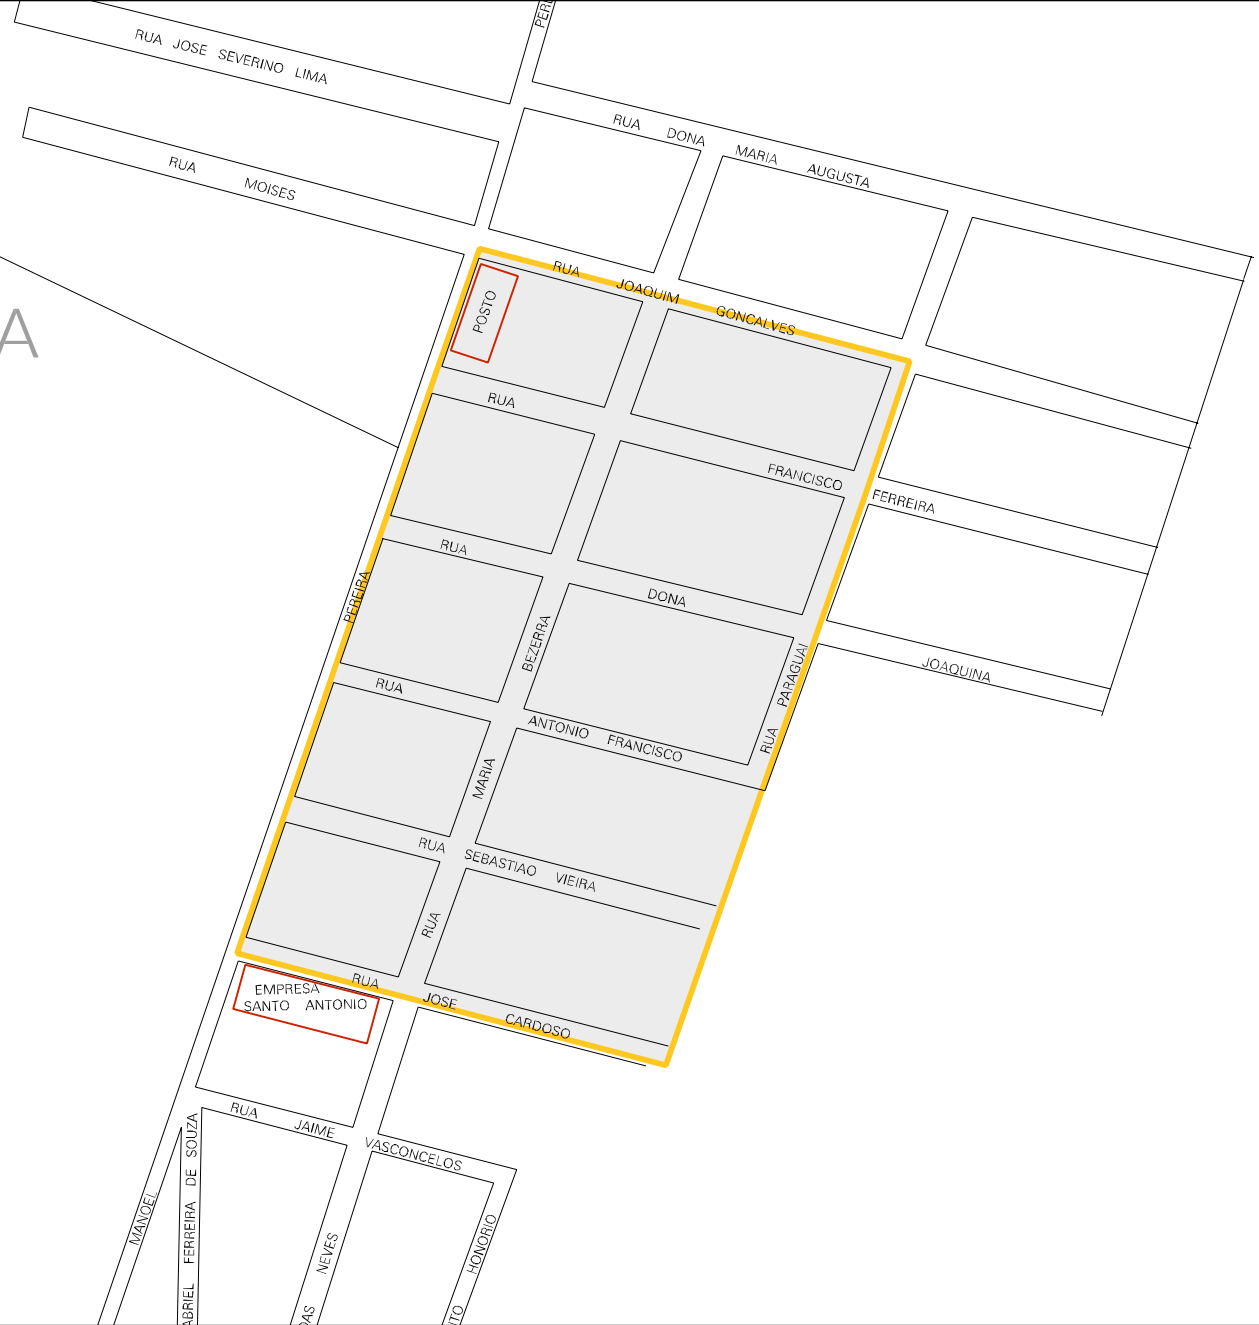 RUA JOSE SEVERINO LIMA
RUA MOISES
RUA DONA MARIA AUGUSTA
A
RUA JOAQUIM GONCALVES
POSTO
RUA FRANCISCO FERREIRA
RUA DONA JOAQUINA
PEREIRA
BEZERRA
RUA PARAGUAI
RUA ANTONIO FRANCISCO
MARIA
RUA SEBASTIAO VIEIRA
RUA
RUA JOSE CARDOSO
EMPRESA
SANTO ANTONIO
RUA JAIME VASCONCELOS
MANOEL
ABRIEL FERREIRA DE SOUZA
NEVES
DAS
HONORIO